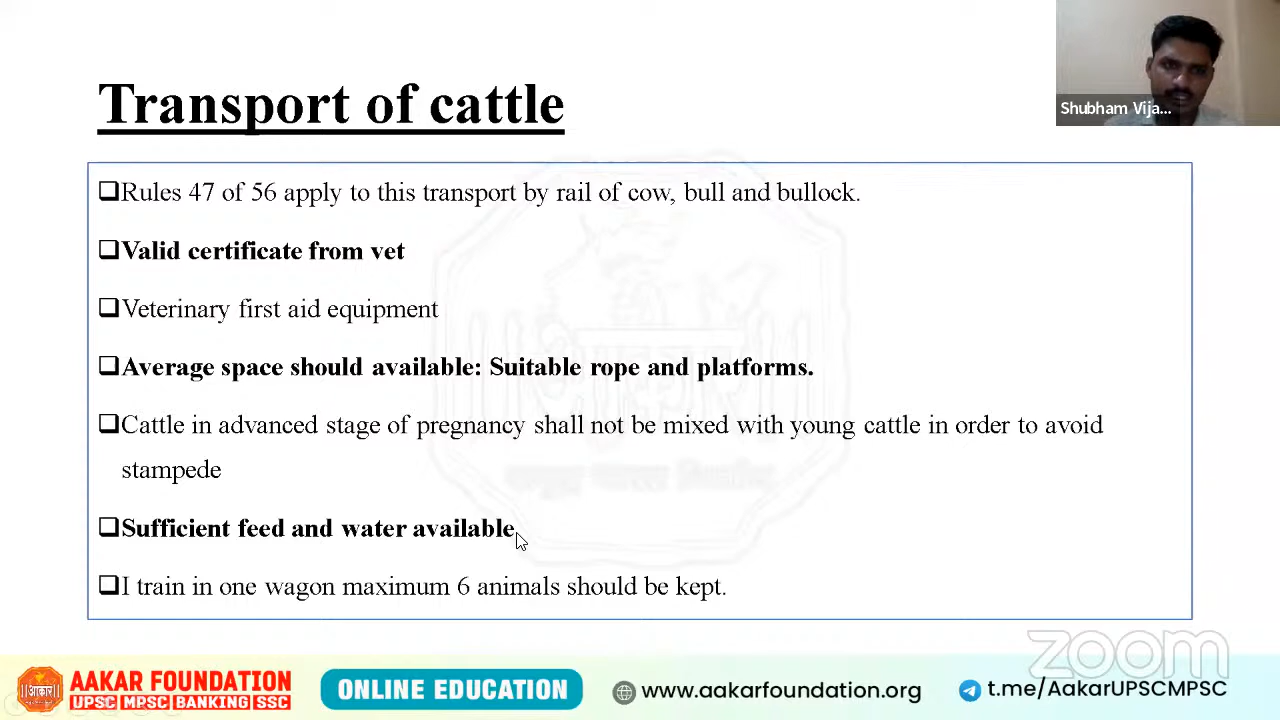 Shubham Vija...
Transport of cattle
❑Rules 47 of 56 apply to this transport by rail of cow, bull and bullock.
❑Valid certificate from vet
❑Veterinary first aid equipment
❑Average space should available: Suitable rope and platforms.
❑Cattle in advanced stage of pregnancy shall not be mixed with young cattle in order to avoid
stampede
❑Sufficient feed and water available
❑I train in one wagon maximum 6 animals should be kept.
zoom
आकार
AAKAR FOUNDATION
UPSC MPSC BANKING SSC
ONLINE EDUCATION
www.aakarfoundation.org
t.me/AakarUPSCMPSC